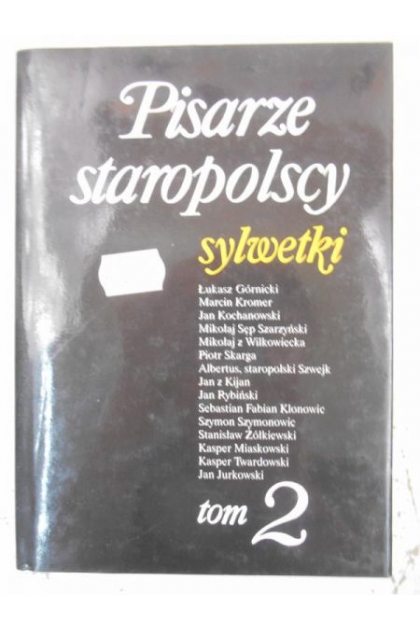 Pisarze
staropolscy
sylwetki
Łukasz Górnicki
Marcin Kromer
Jan Kochanowski
Mikołaj Sęp Szarzyński
Mikołaj z Wilkowiecka
Piotr Skarga
Albertus, staropolski Szwejk
Jan z Kijan
Jan Rybiński
Sebastian Fabian Klonowic
Szymon Szymonowic
Stanisław Żółkiewski
Kasper Miaskowski
Kasper Twardowski
Jan Jurkowski
tom 2